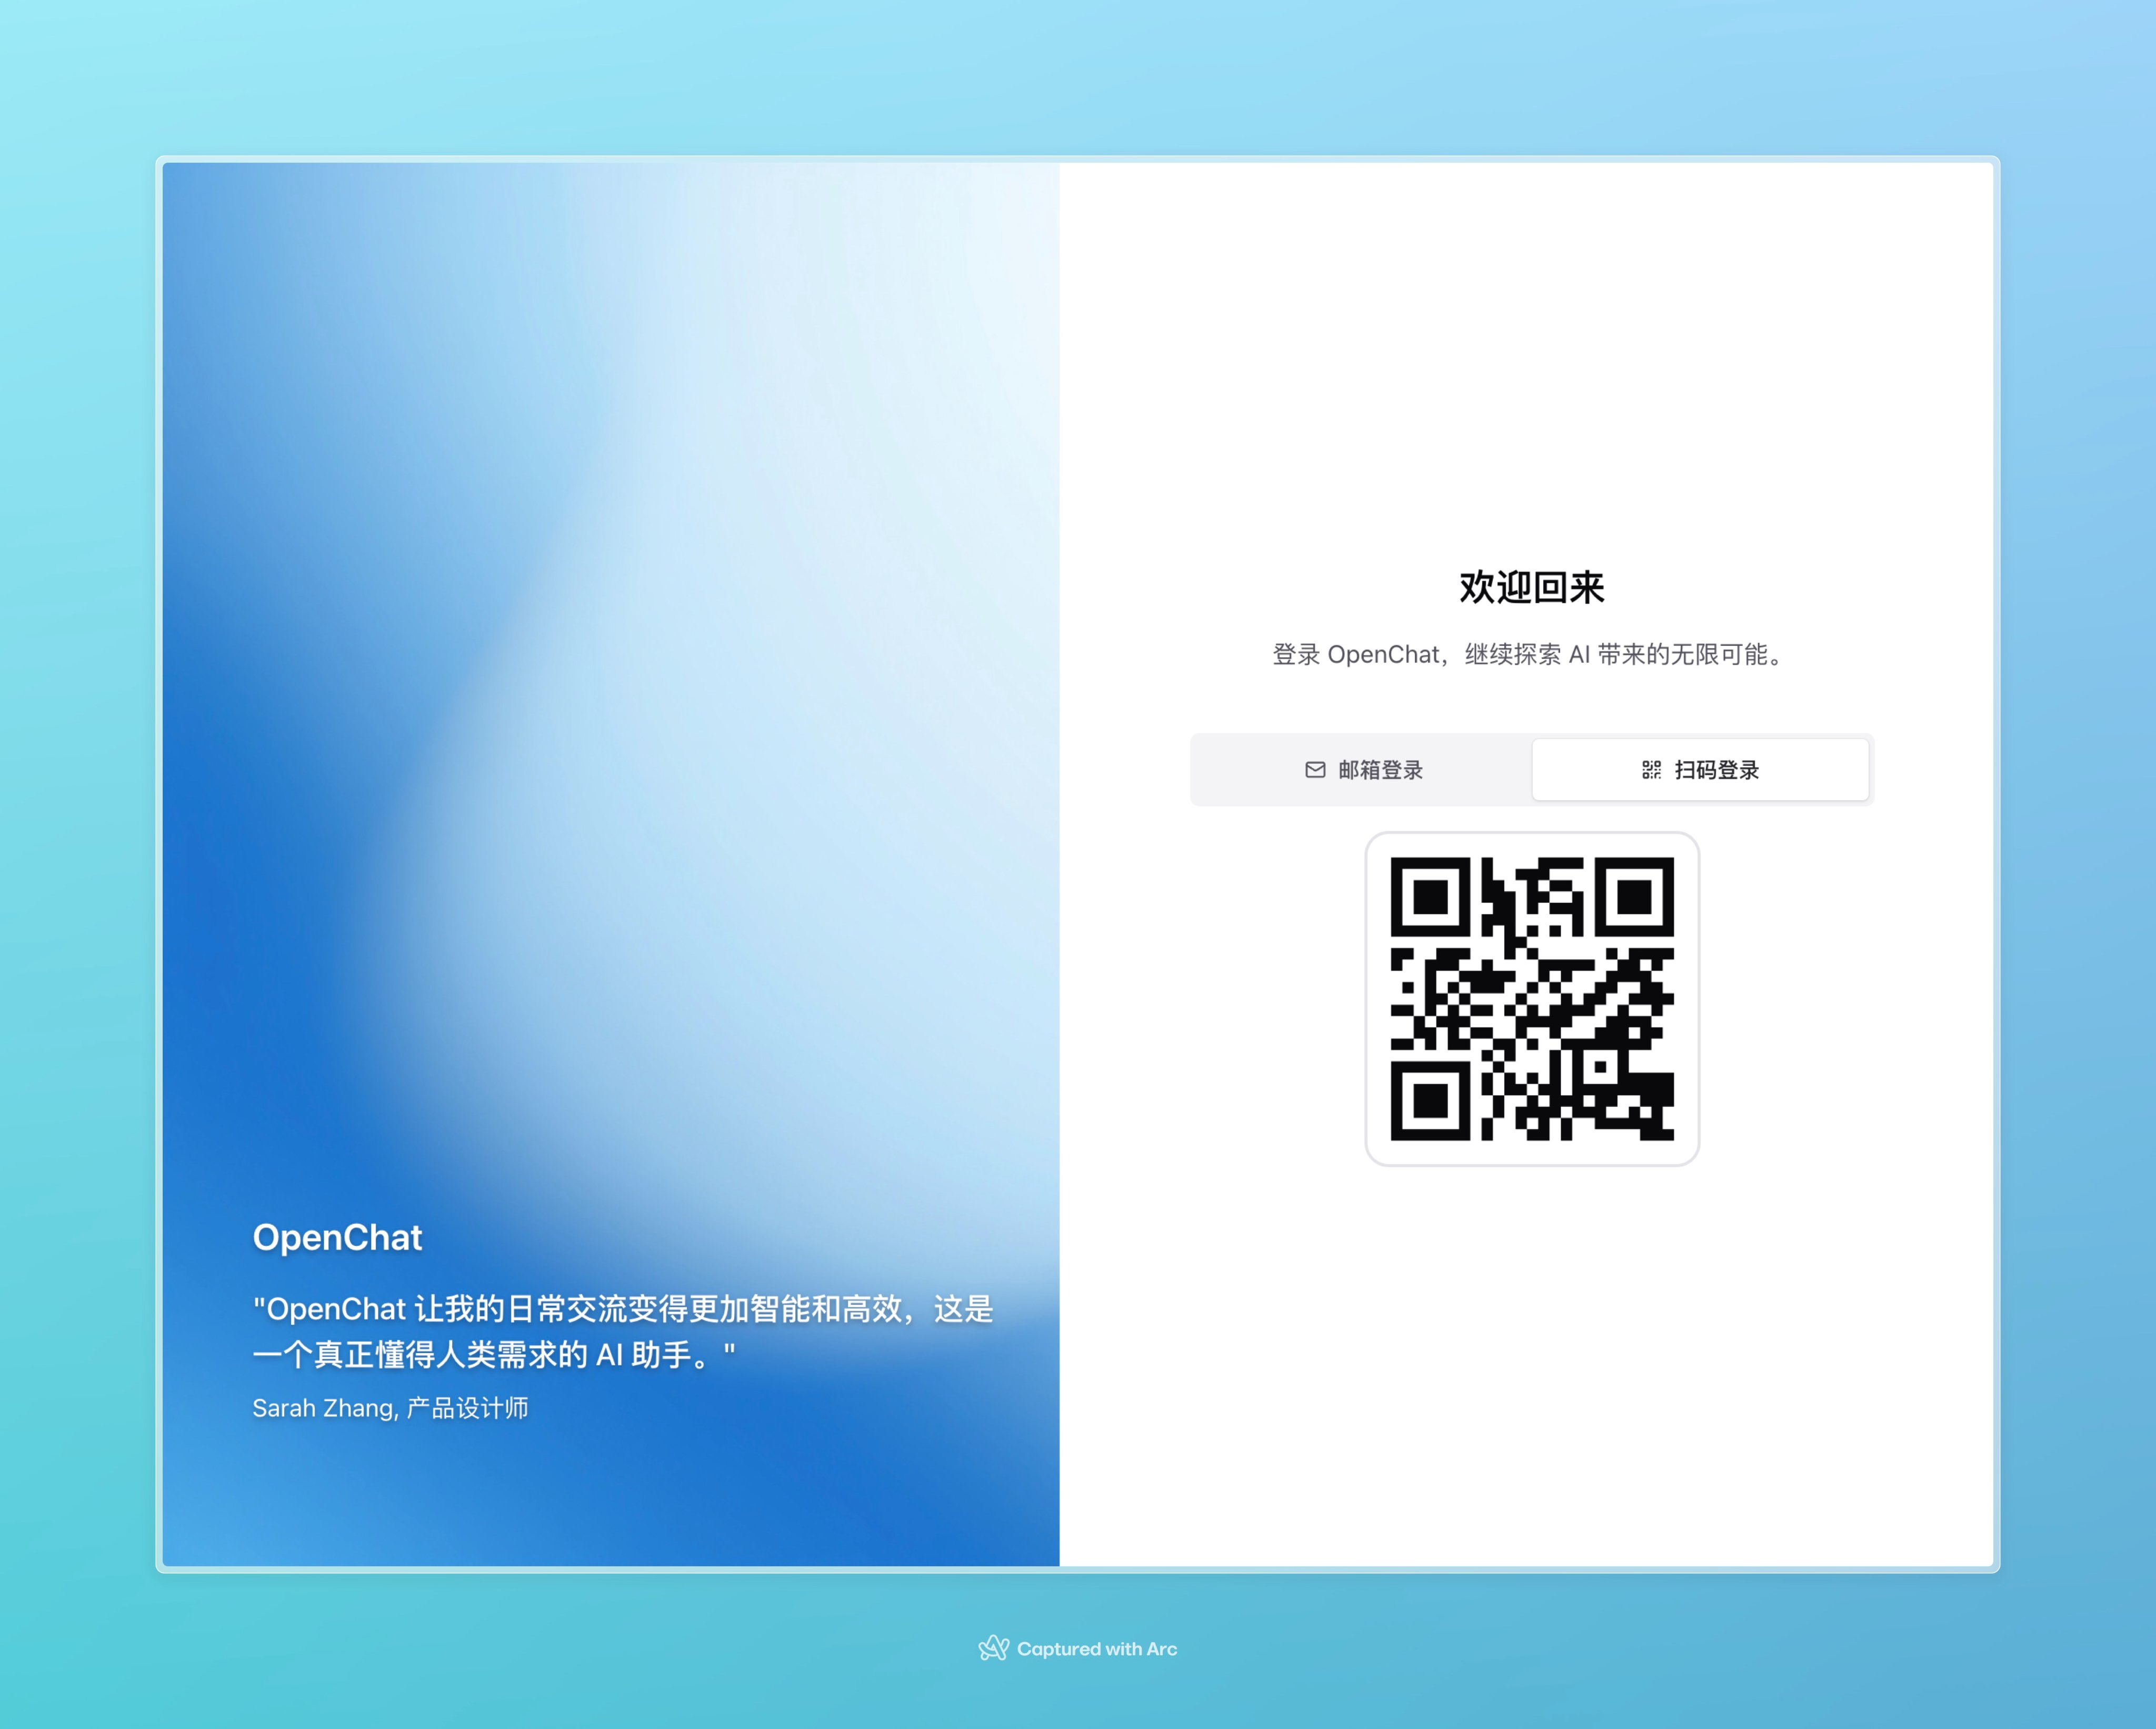 OpenChat
"OpenChat 让我的日常交流变得更加智能和高效，这是
一个真正懂得人类需求的 AI 助手。"
Sarah Zhang, 产品设计师
欢迎回来
登录 OpenChat，继续探索 AI 带来的无限可能。
邮箱登录
扫码登录
Captured with Arc